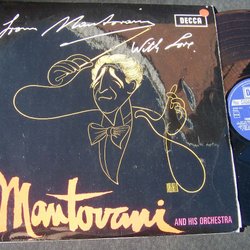 From Mantovani
With Love.
DECCA
Mantovani
AND HIS ORCHESTRA